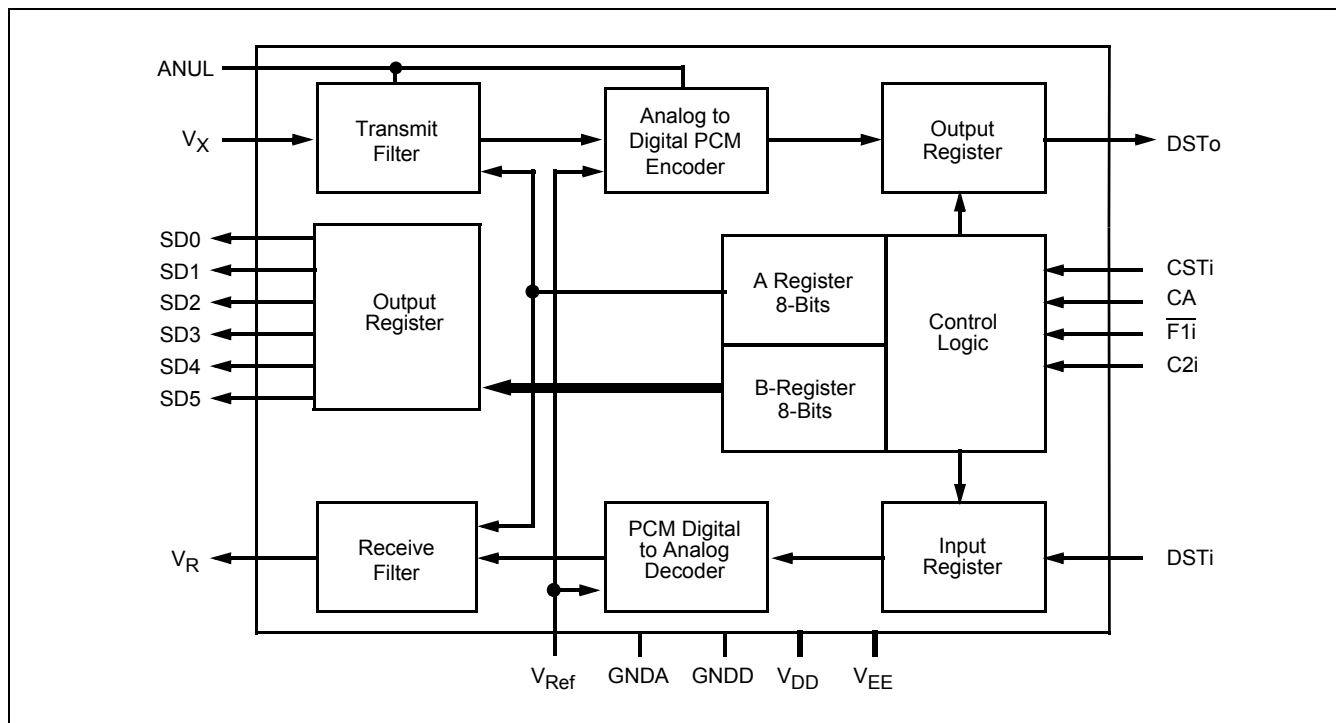 ANUL
Transmit
Filter
Analog to
Digital PCM
Encoder
Output
Register
VX
DSTo
SD0
SD1
SD2
SD3
SD4
SD5
Output
Register
A Register
8-Bits
B-Register
8-Bits
Control
Logic
CSTi
CA
F1i
C2i
Receive
Filter
PCM Digital
to Analog
Decoder
Input
Register
VR
DSTi
VRef
GNDA
GNDD
VDD
VEE